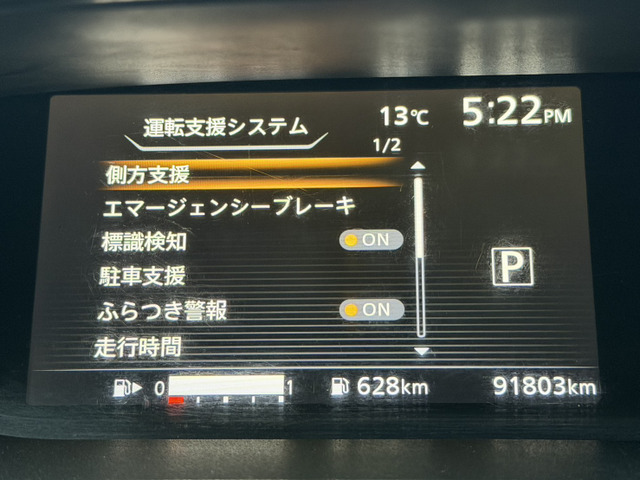 運転支援システム 13℃ 5:22PM
1/2
側方支援
エマージェンシーブレーキ
標識検知 ON
駐車支援 P
ふらつき警報 ON
走行時間
0 1 628km 91803km